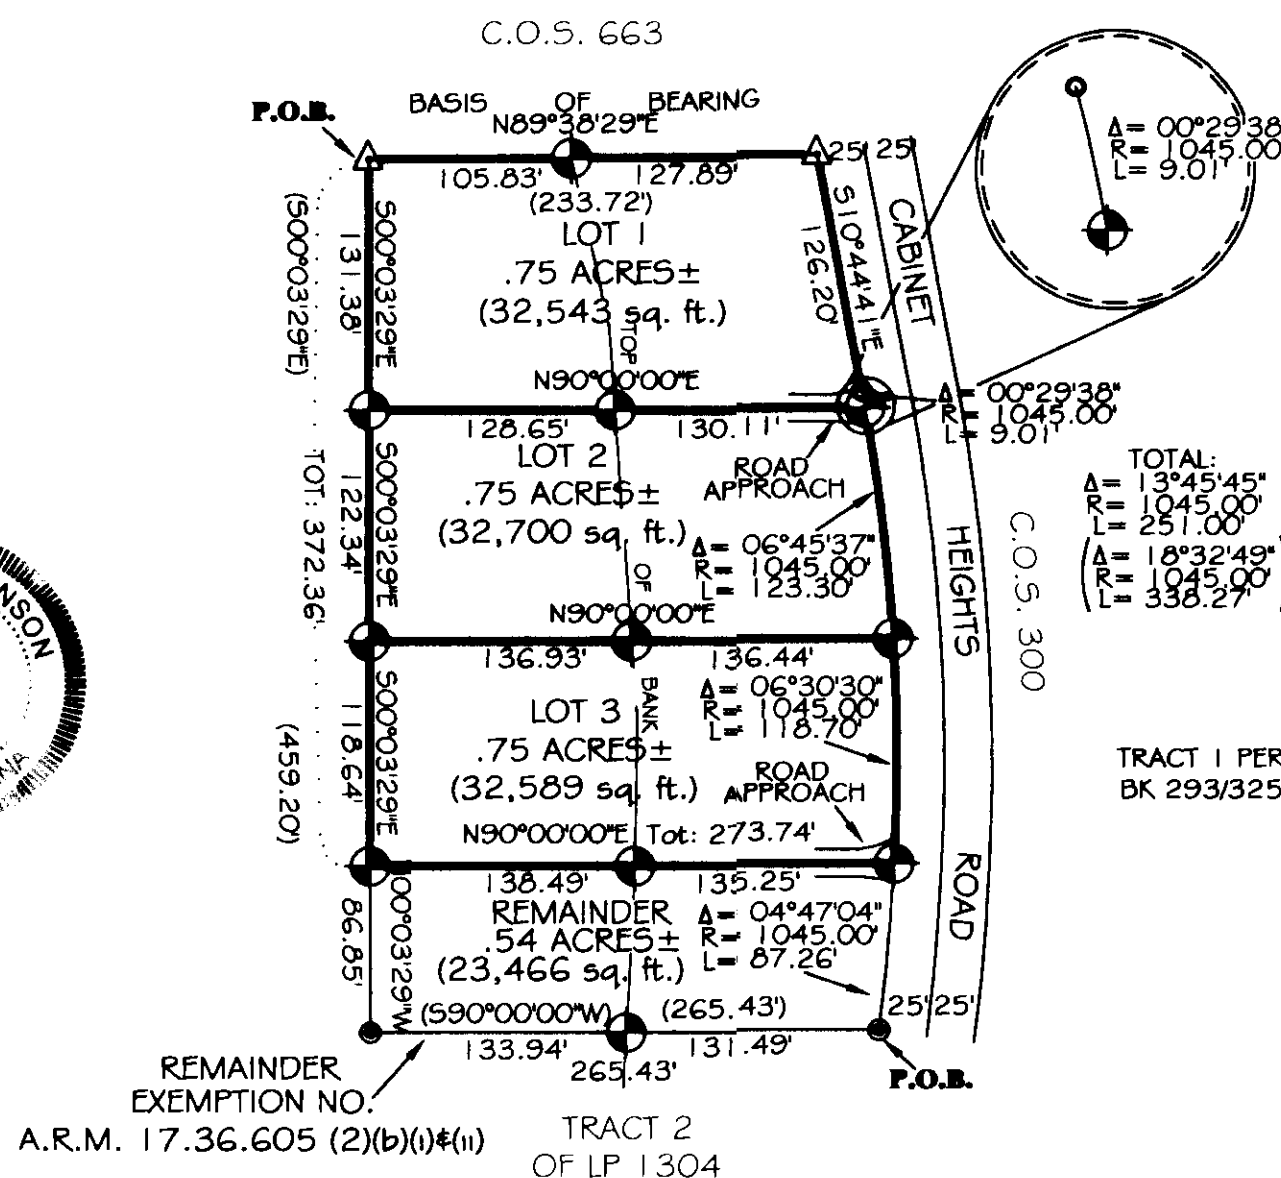 C.O.S. 663
P.O.B.
BASIS OF BEARING
N89°38'29"E
105.83' 127.89'
(233.72')
25' 25'
Δ= 00°29'38
R= 1045.00'
L= 9.01'
LOT 1
.75 ACRES±
(32,543 sq. ft.)
S00°03'29"E
131.38'
(S00°03'29"E)
S10°44'41"E
126.20'
CABINET
TOP
N90°00'00"E
128.65' 130.11'
Δ= 00°29'38"
R= 1045.00'
L= 9.01'
LOT 2
.75 ACRES±
(32,700 sq. ft.)
ROAD
APPROACH
S00°03'29"E
122.34'
TOT: 372.36'
Δ= 06°45'37"
R= 1045.00'
L= 123.30'
TOTAL:
Δ= 13°45'45"
R= 1045.00'
L= 251.00'
(Δ= 18°32'49"
R= 1045.00'
L= 338.27'
OF
HEIGHTS
C.O.S. 300
NSON
N90°00'00"E
136.93' 136.44'
BANK
LOT 3
.75 ACRES±
(32,589 sq. ft.)
Δ= 06°30'30"
R= 1045.00'
L= 118.70'
S00°03'29"E
118.64'
(459.20')
ROAD
APPROACH
TRACT 1 PER
BK 293/325
N90°00'00"E Tot: 273.74'
138.49' 135.25'
REMAINDER
.54 ACRES±
(23,466 sq. ft.)
Δ= 04°47'04"
R= 1045.00'
L= 87.26'
ROAD
86.85'
00°03'29"W
(S90°00'00"W) (265.43')
133.94' 131.49'
265.43'
25' 25'
P.O.B.
REMAINDER
EXEMPTION NO.
A.R.M. 17.36.605 (2)(b)(i)&(ii)
TRACT 2
OF LP 1304